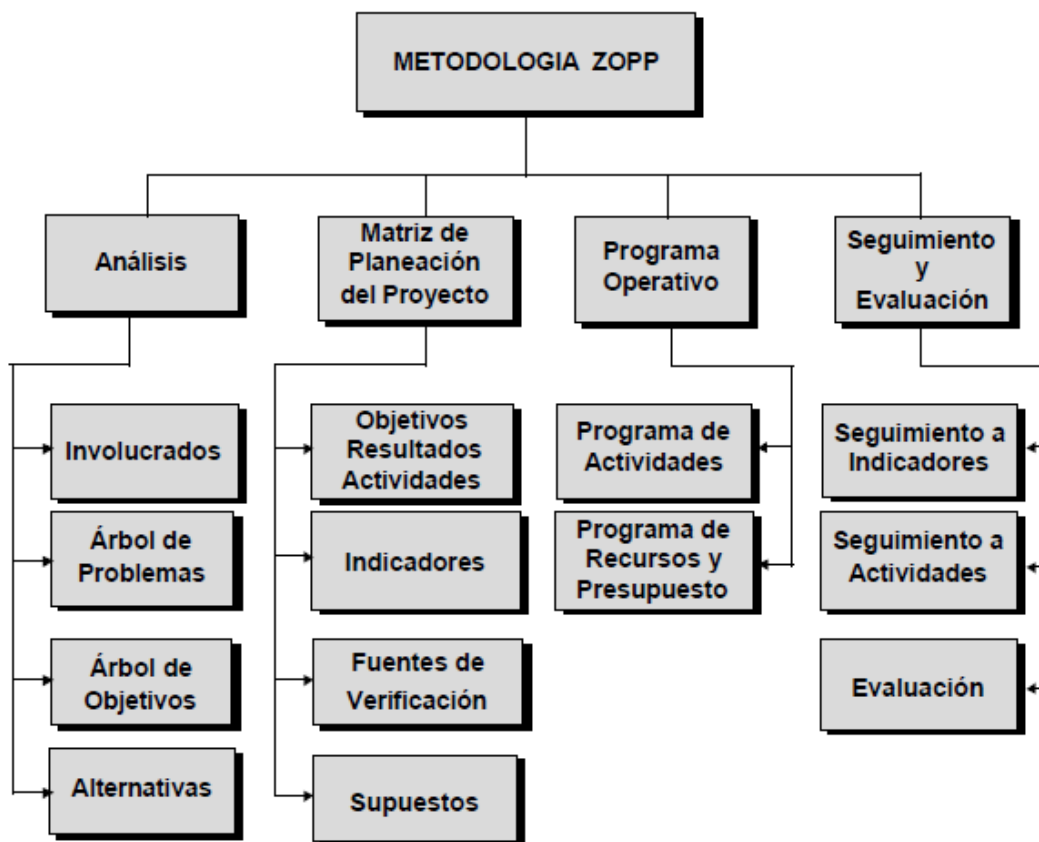 METODOLOGIA ZOPP
Análisis
Matriz de
Planeación
del Proyecto
Programa
Operativo
Seguimiento
y
Evaluación
Involucrados
Árbol de
Problemas
Árbol de
Objetivos
Alternativas
Objetivos
Resultados
Actividades
Indicadores
Fuentes de
Verificación
Supuestos
Programa de
Actividades
Programa de
Recursos y
Presupuesto
Seguimiento a
Indicadores
Seguimiento a
Actividades
Evaluación